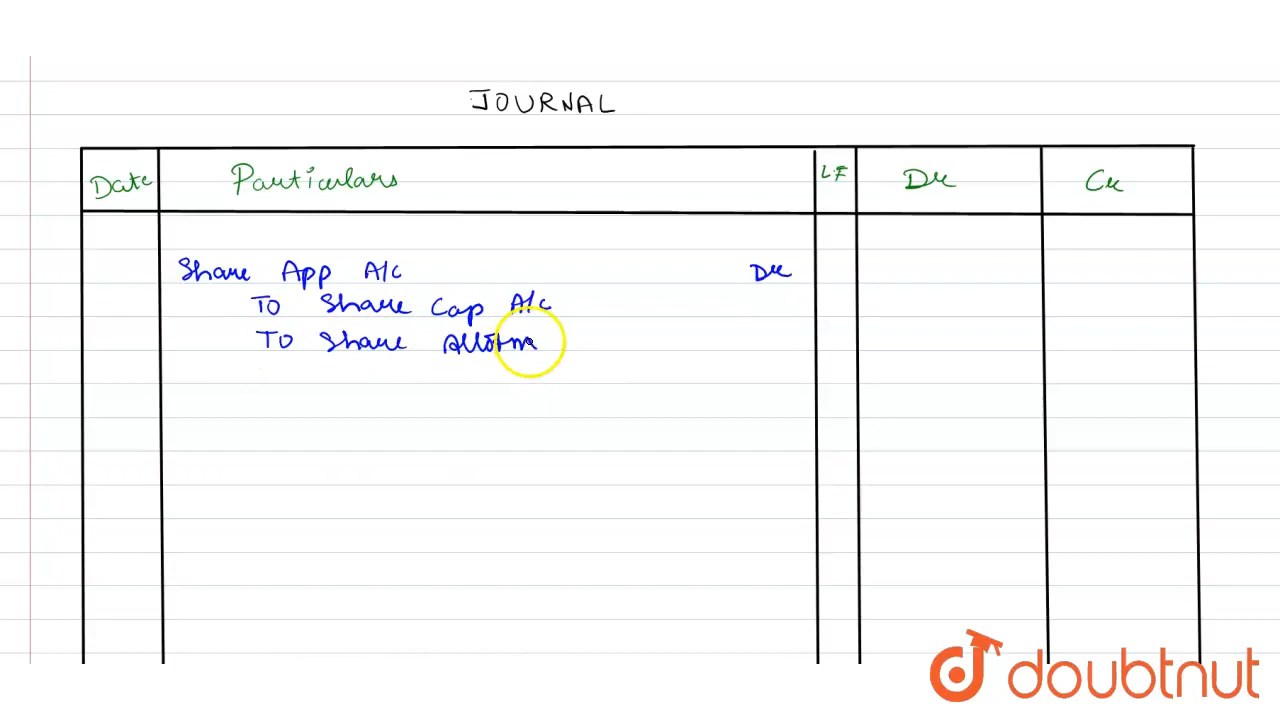 JOURNAL
Date Particulars LF Dr Cr
Share App A/c Dr
To Share Cap A/c
To Share Allotm
doubtnut